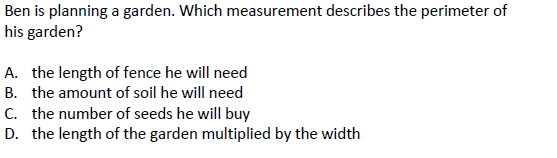 Ben is planning a garden. Which measurement describes the perimeter of
his garden?
A. the length of fence he will need
B. the amount of soil he will need
C. the number of seeds he will buy
D. the length of the garden multiplied by the width